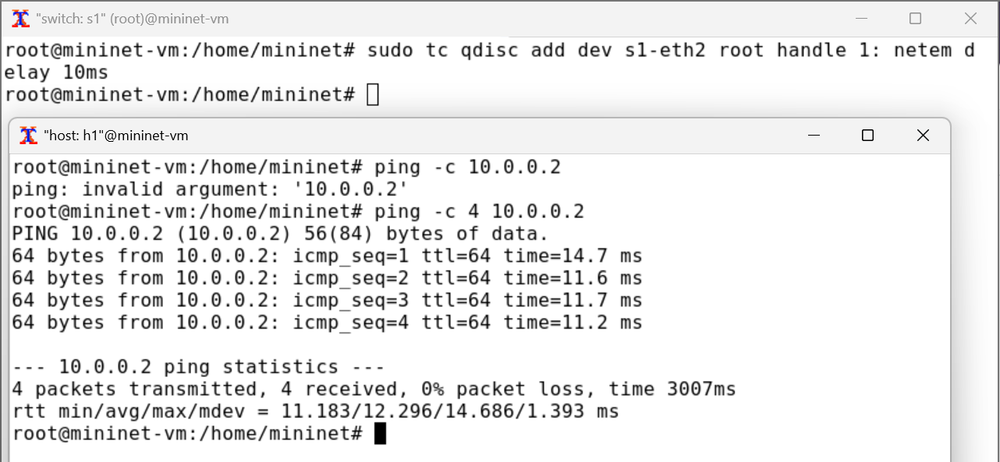 "switch: s1" (root)@mininet-vm
root@mininet-vm:/home/mininet# sudo tc qdisc add dev s1-eth2 root handle 1: netem d
elay 10ms
root@mininet-vm:/home/mininet#
"host: h1"@mininet-vm
root@mininet-vm:/home/mininet# ping -c 10.0.0.2
ping: invalid argument: '10.0.0.2'
root@mininet-vm:/home/mininet# ping -c 4 10.0.0.2
PING 10.0.0.2 (10.0.0.2) 56(84) bytes of data.
64 bytes from 10.0.0.2: icmp_seq=1 ttl=64 time=14.7 ms
64 bytes from 10.0.0.2: icmp_seq=2 ttl=64 time=11.6 ms
64 bytes from 10.0.0.2: icmp_seq=3 ttl=64 time=11.7 ms
64 bytes from 10.0.0.2: icmp_seq=4 ttl=64 time=11.2 ms

--- 10.0.0.2 ping statistics ---
4 packets transmitted, 4 received, 0% packet loss, time 3007ms
rtt min/avg/max/mdev = 11.183/12.296/14.686/1.393 ms
root@mininet-vm:/home/mininet#